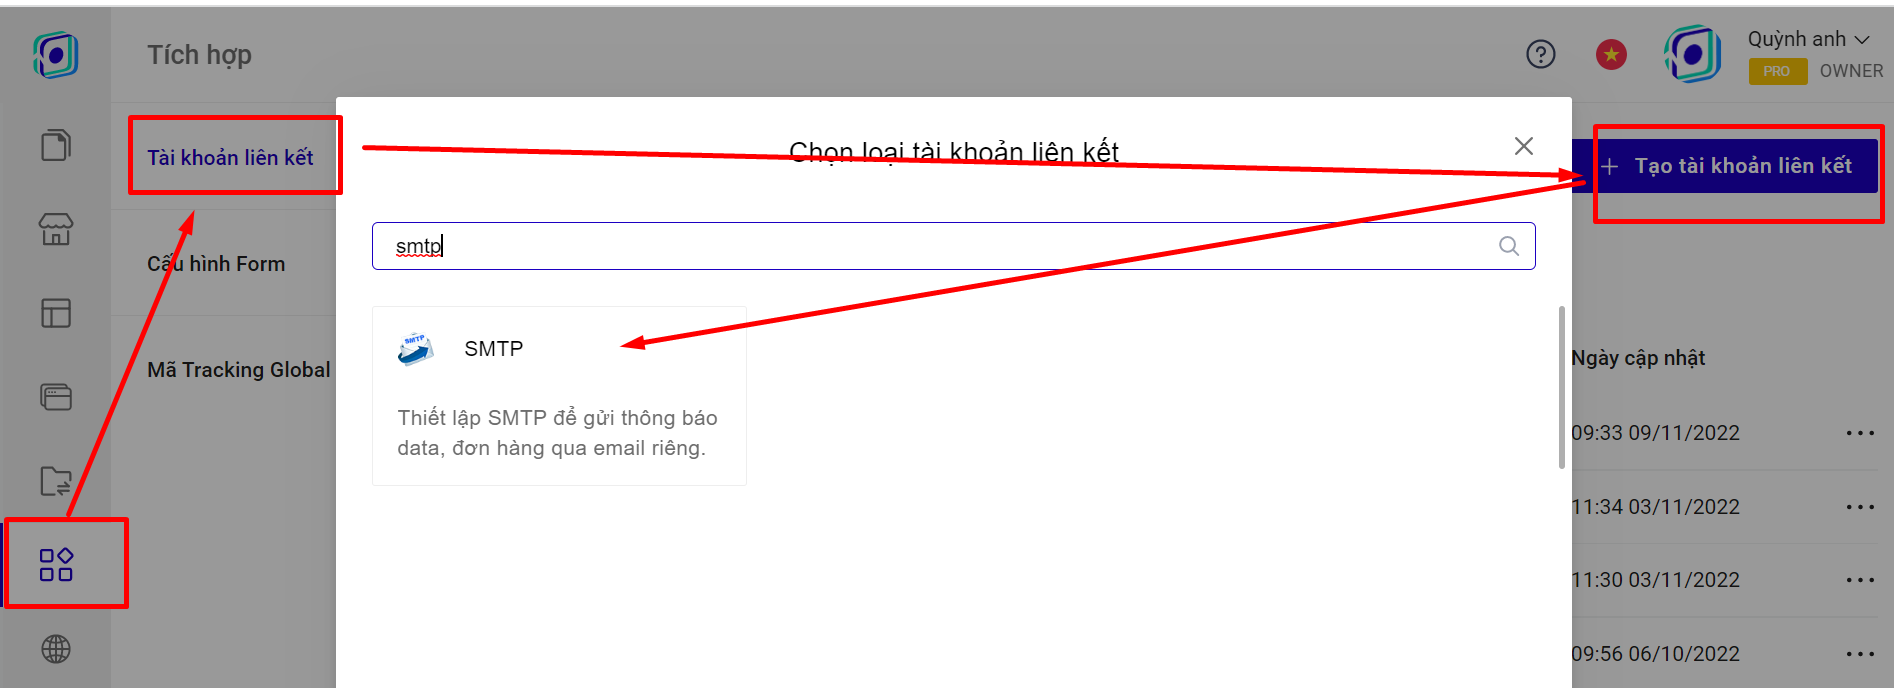 Tích hợp
Quỳnh anh
PRO
OWNER
Tài khoản liên kết
Cấu hình Form
Mã Tracking Global
Chọn loại tài khoản liên kết
smtp
SMTP
SMTP
Thiết lập SMTP để gửi thông báo
data, đơn hàng qua email riêng.
+ Tạo tài khoản liên kết
Ngày cập nhật
09:33 09/11/2022
11:34 03/11/2022
11:30 03/11/2022
09:56 06/10/2022